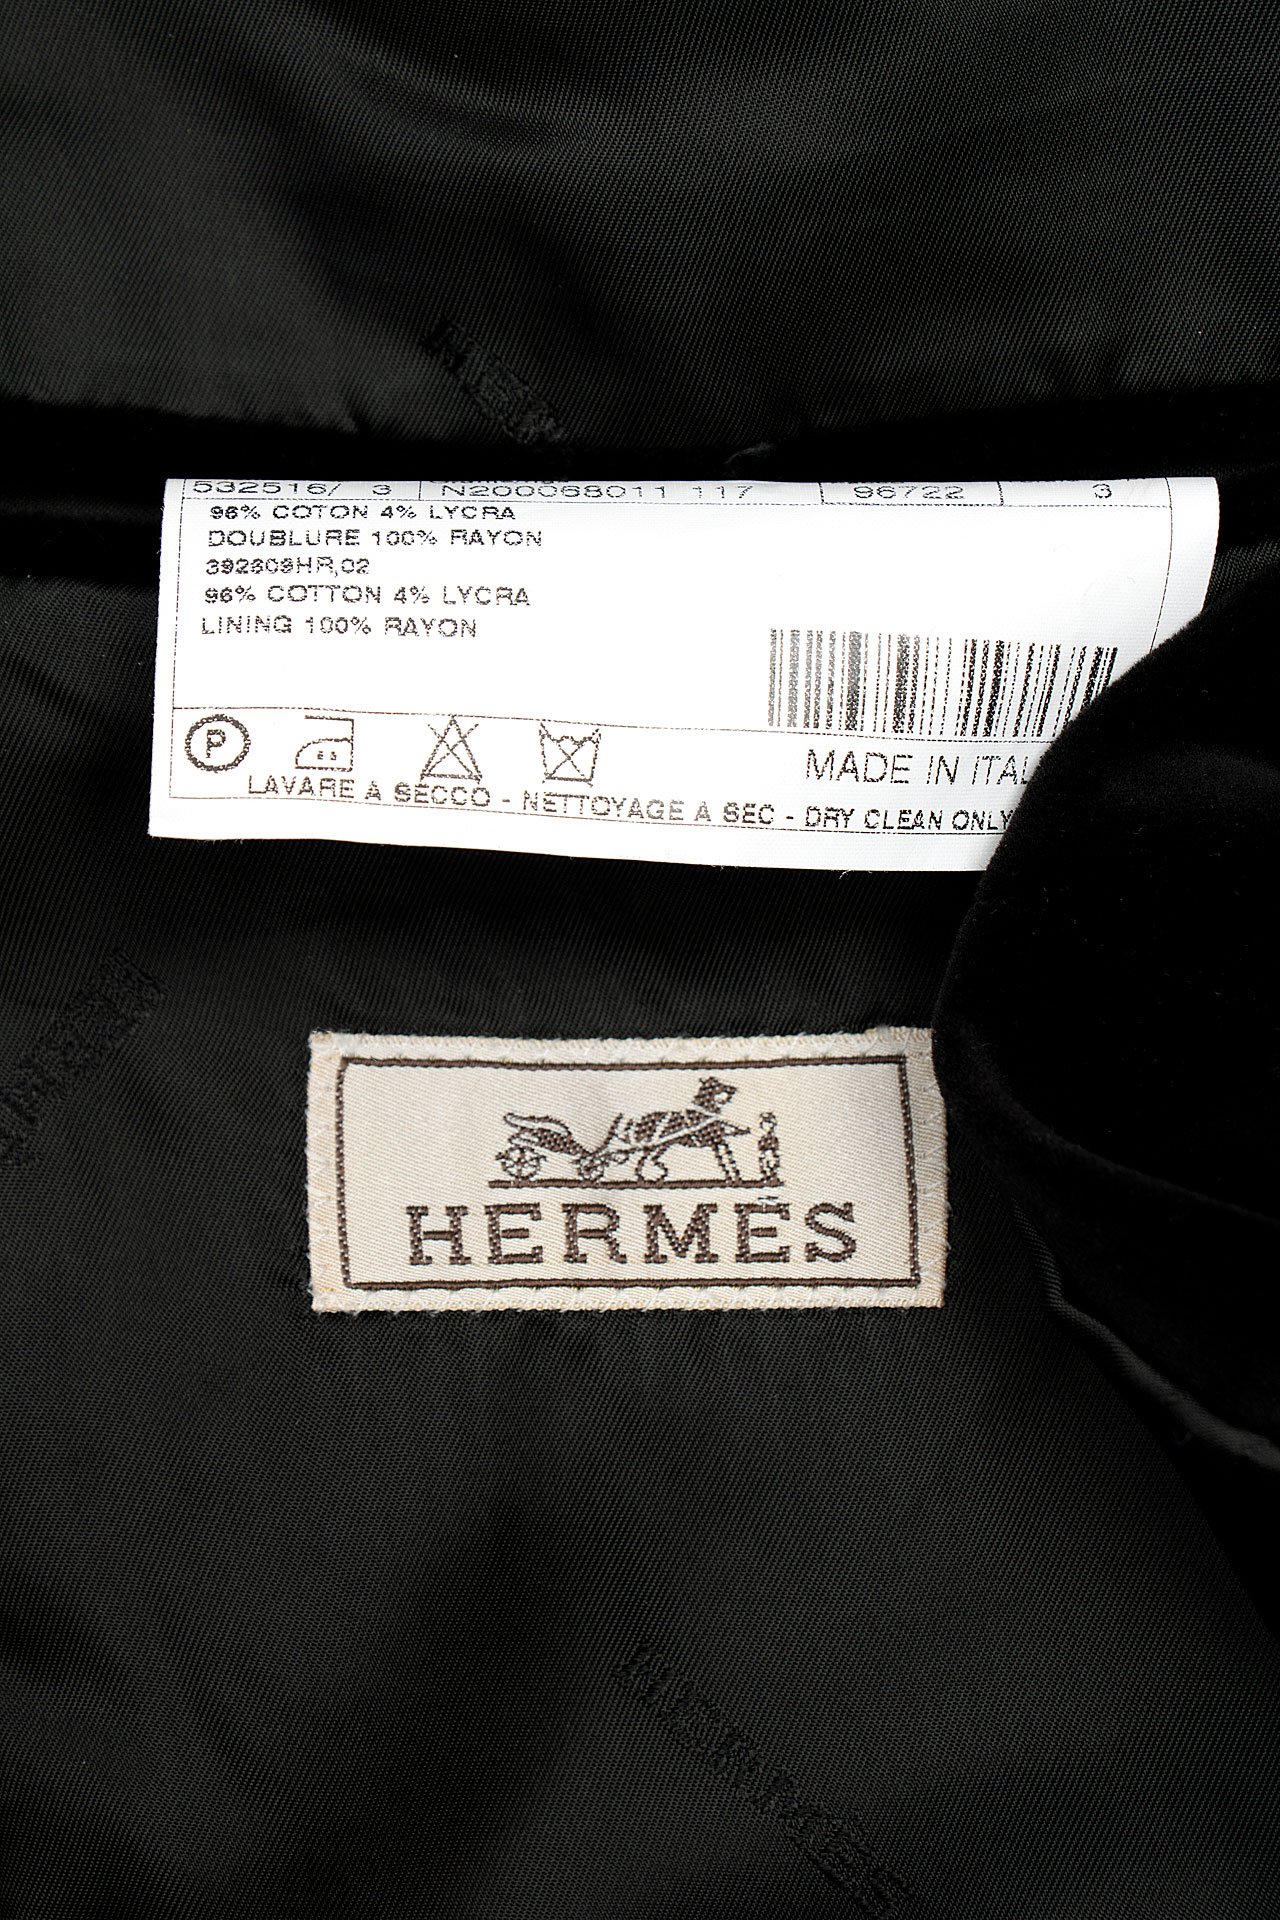 532516/ 3 N200068011 117 96722 3
96% COTON 4% LYCRA
DOUBLURE 100% RAYON
392809HR,02
96% COTTON 4% LYCRA
LINING 100% RAYON
P
MADE IN ITAL
LAVARE A SECCO - NETTOYAGE A SEC - DRY CLEAN ONLY
HERMÈS